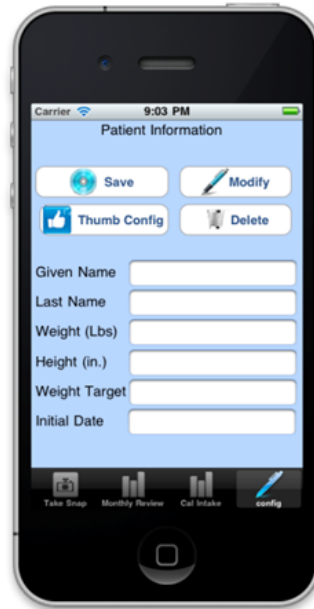 Carrier 9:03 PM
Patient Information
Save Modify
Thumb Config Delete
Given Name
Last Name
Weight (Lbs)
Height (in.)
Weight Target
Initial Date
Take Snap Monthly Review Cal Intake config